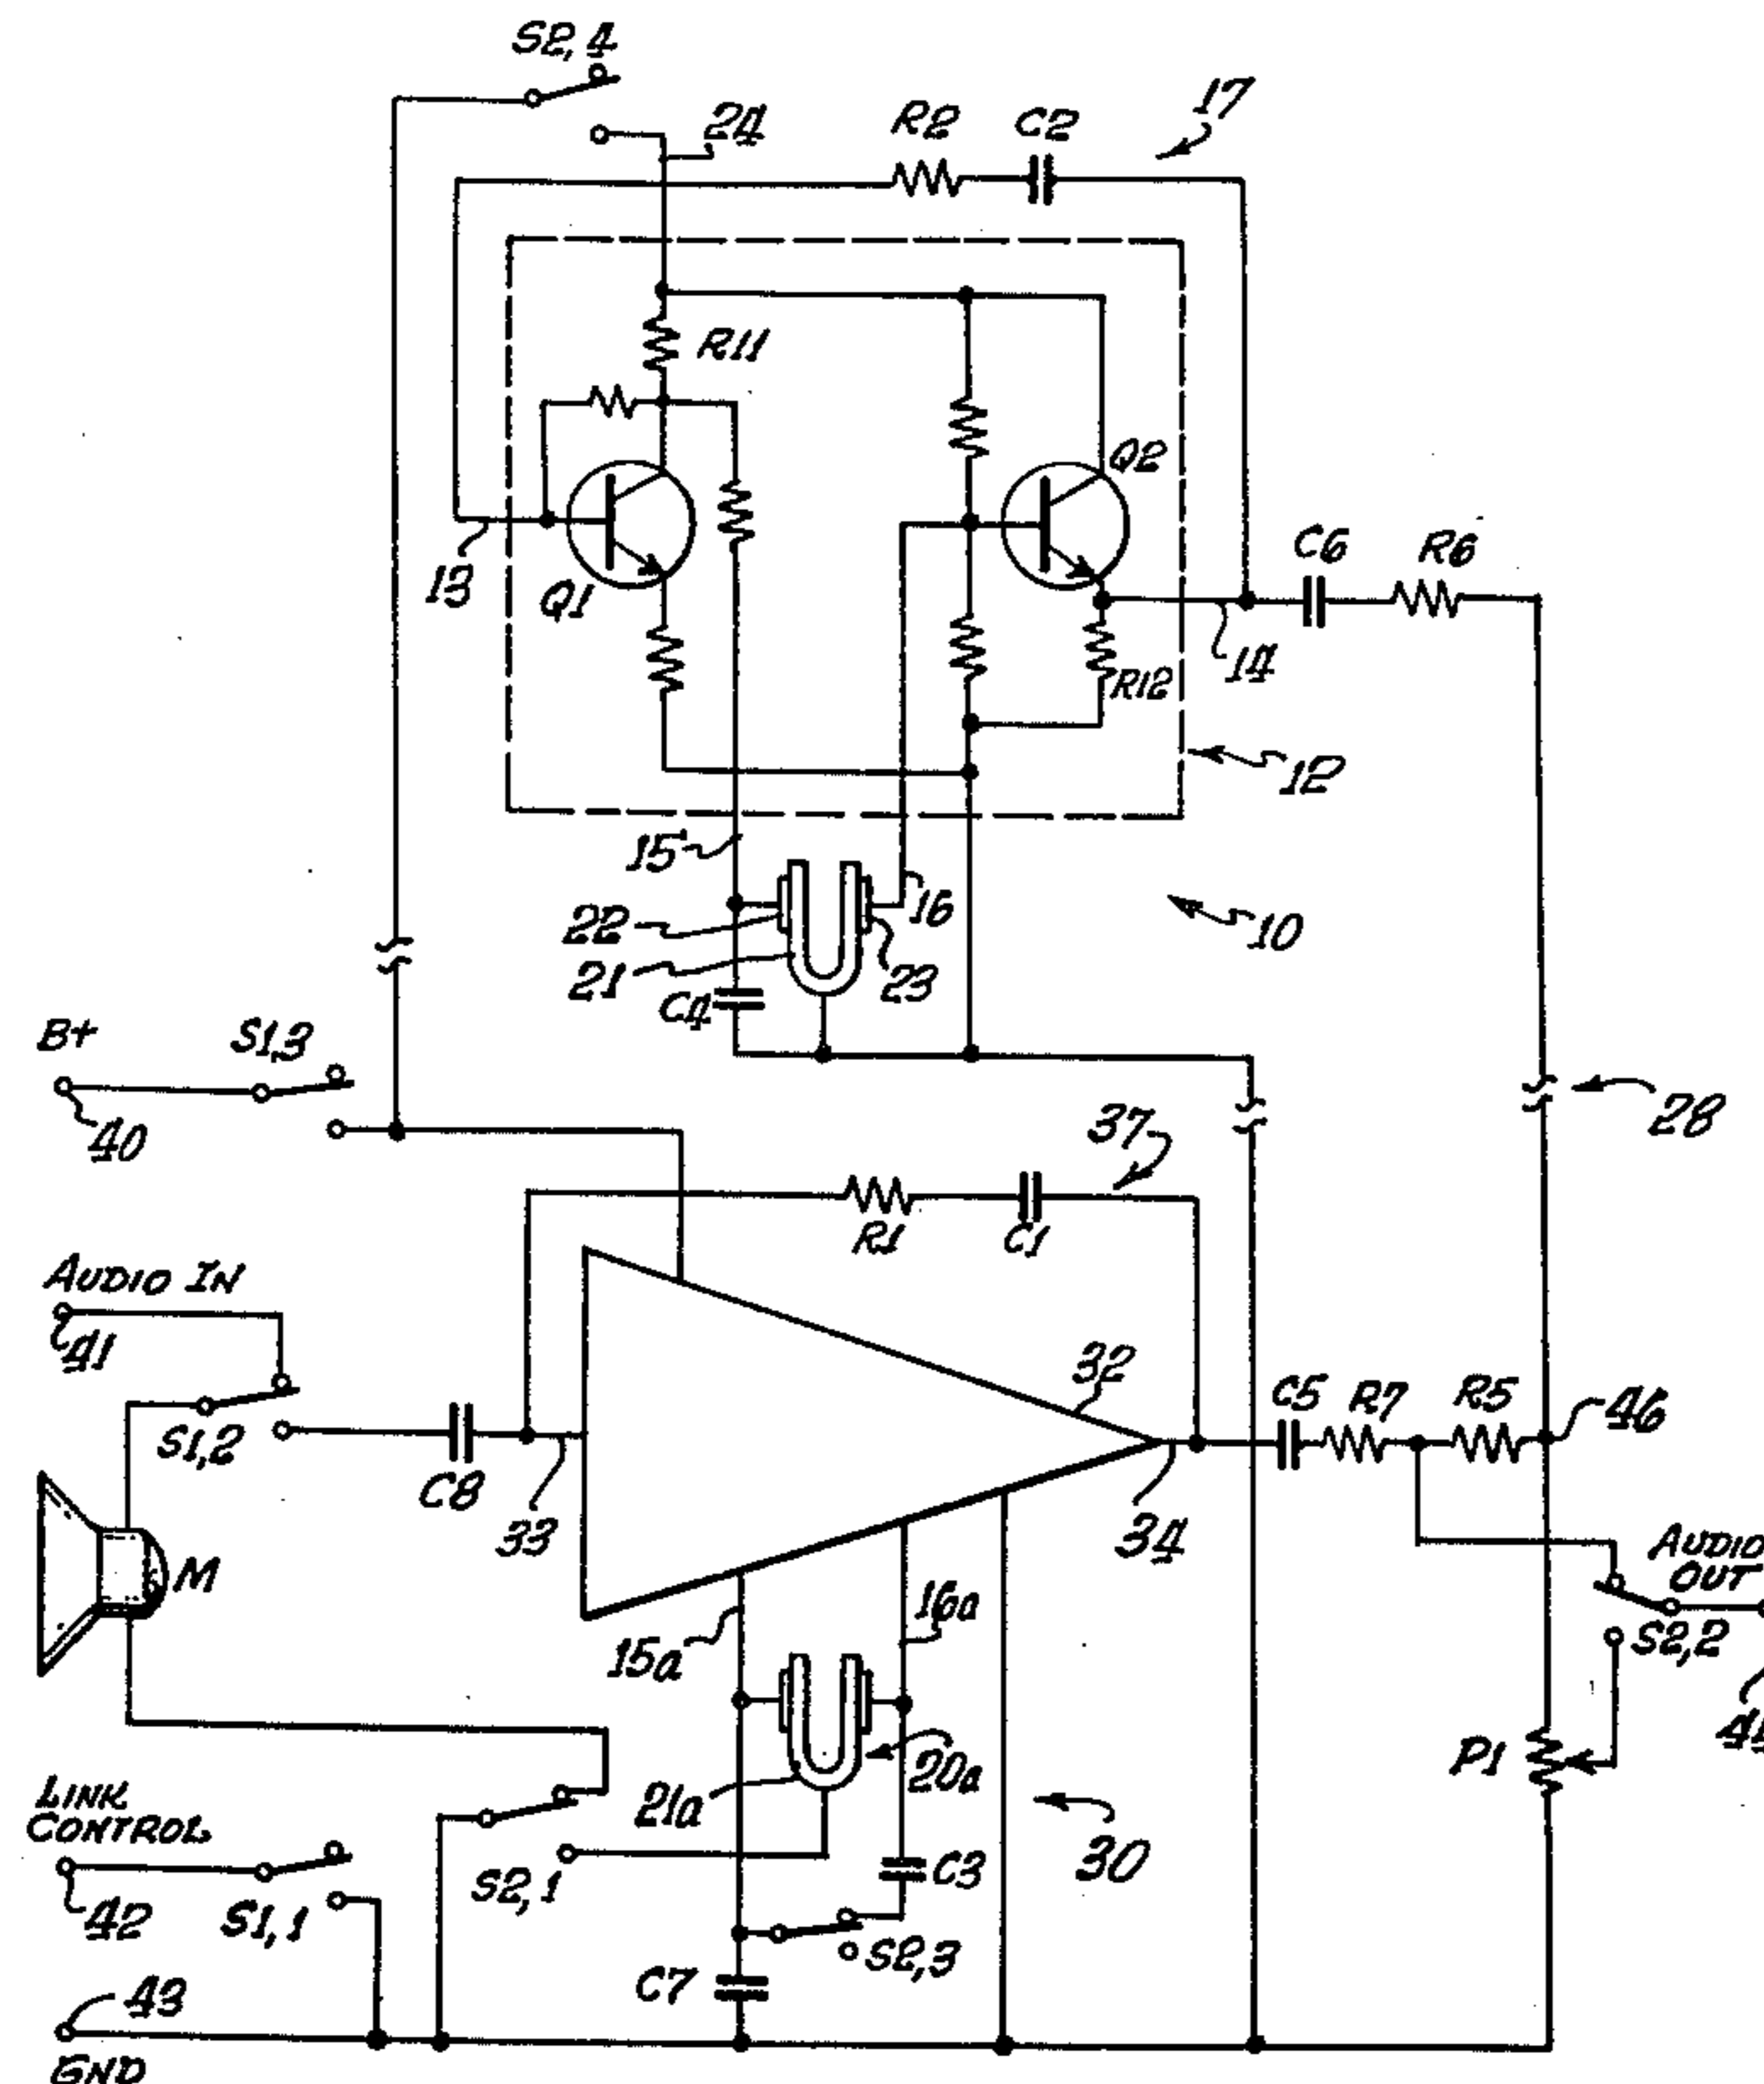 S2,4
17
24
R2
C2
R11
Q2
13
Q1
C6
R6
14
R12
12
15
22
16
10
21
23
C4
B+
S1,3
40
37
28
R1
C1
AUDIO IN
41
32
S1,2
C5
R7
R5
46
C8
33
34
M
AUDIO
OUT
16a
15a
S2,2
P1
LINK
CONTROL
20a
21a
30
S2,1
C3
42
S1,1
S2,3
C7
43
GND